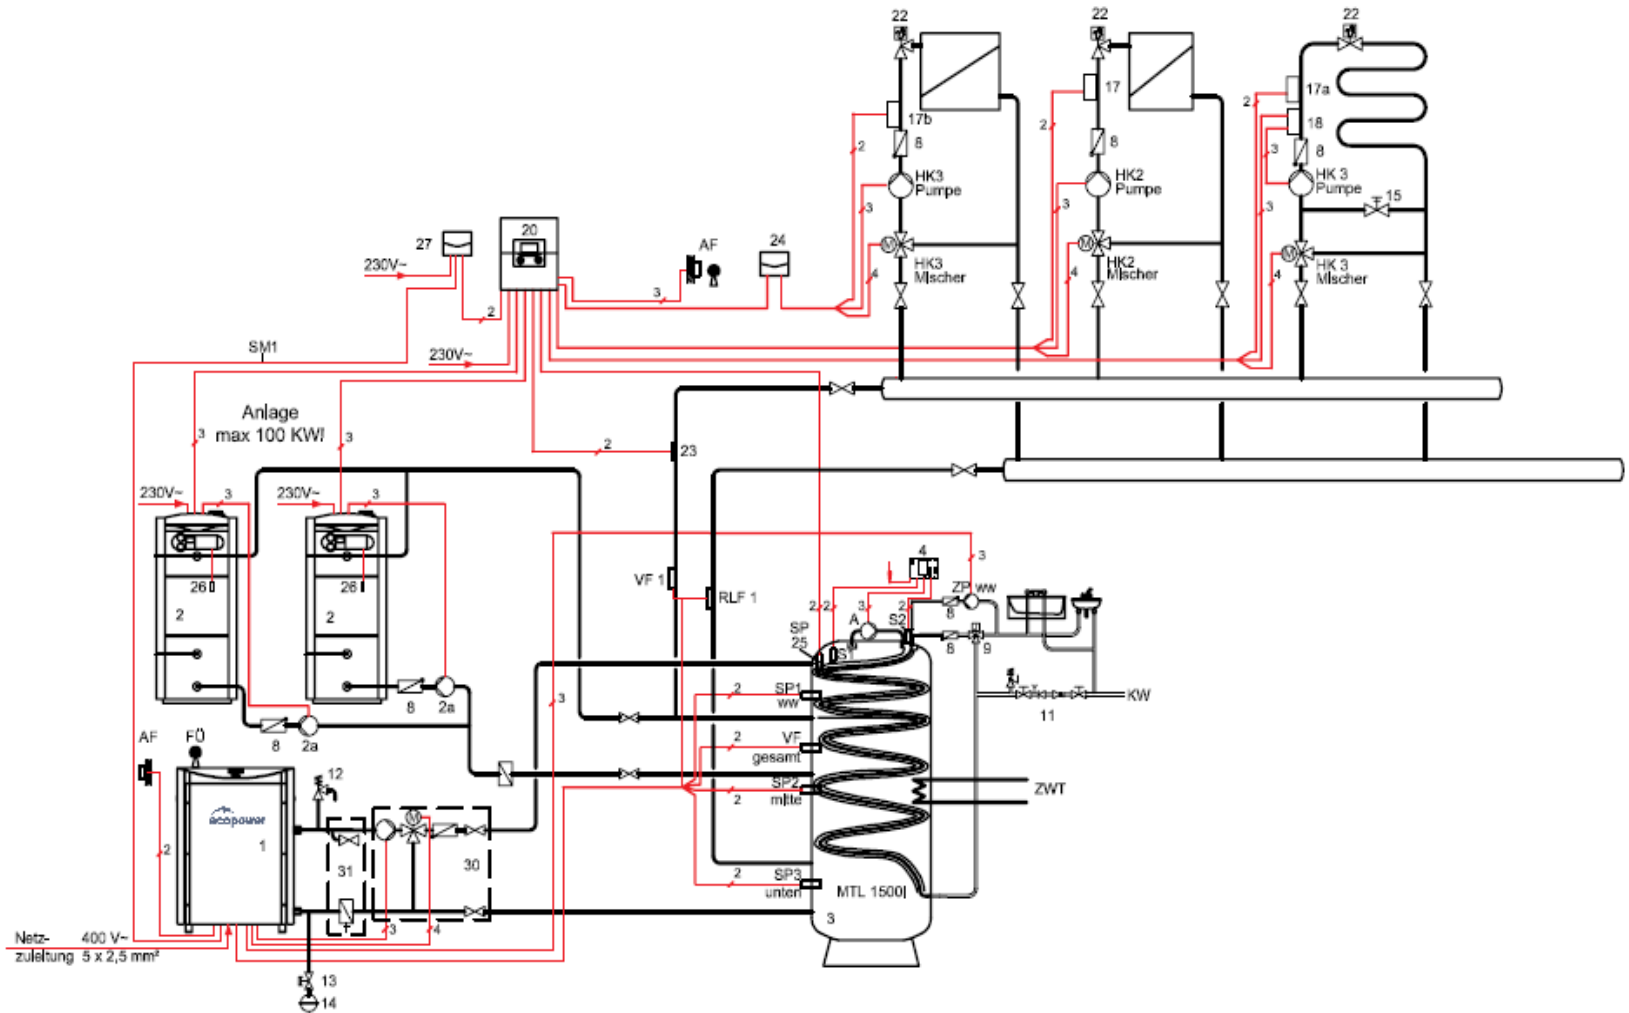 22
22
22
17b
17
17a
18
2
2
2
8
8
8
3
HK3
Pumpe
HK2
Pumpe
HK 3
Pumpe
15
3
3
3
27
20
AF
24
M
M
M
230V~
HK3
Mischer
HK2
Mischer
HK 3
Mischer
4
4
4
3
2
SM1
230V~
Anlage
max 100 KW
3
3
2
23
230V~
3
230V~
3
26
26
2
2
VF 1
RLF 1
4
3
ZP ww
2
2
3
2
A
S2
8
SP
25
S1
8
9
SP1
ww
2
3
KW
11
8
2a
8
2a
VF
gesamt
2
AF
FÜ
12
SP2
mitte
2
ZWT
ecopower
1
M
2
31
30
SP3
unten
2
MTL 1500l
3
3
4
Netz-
zuleitung
400 V~
5 x 2,5 mm²
13
14